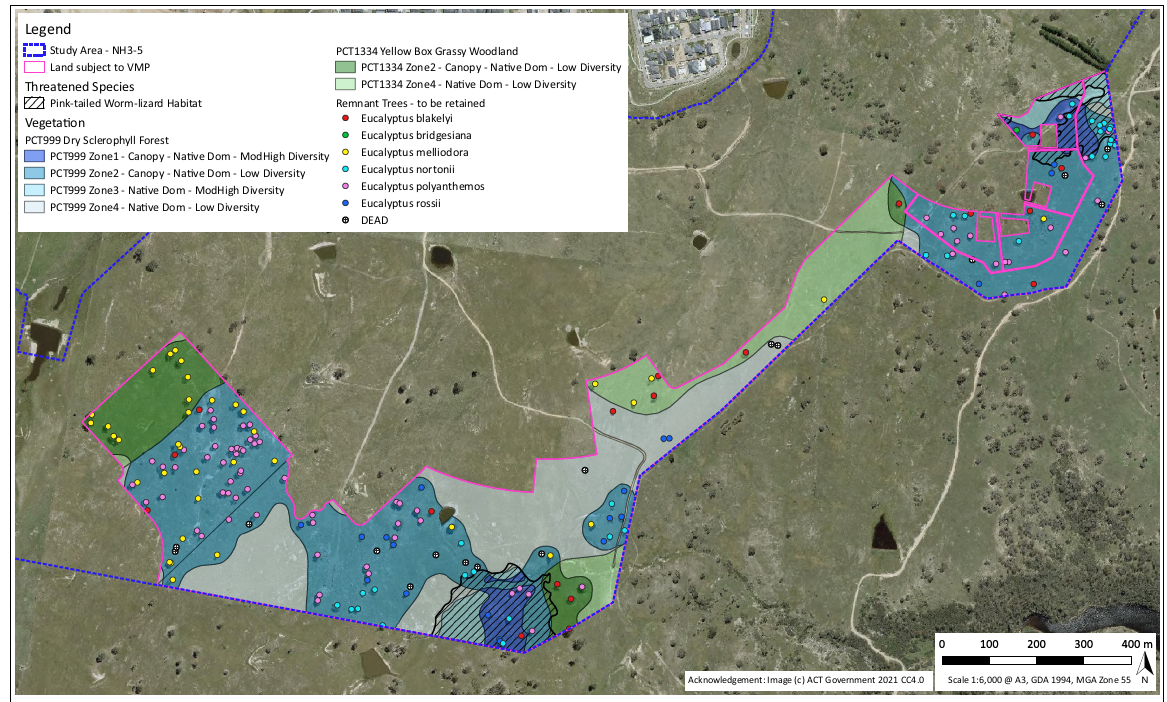 Legend
Study Area - NH3-5
Land subject to VMP
Threatened Species
Pink-tailed Worm-lizard Habitat
Vegetation
PCT999 Dry Sclerophyll Forest
PCT999 Zone1 - Canopy - Native Dom - ModHigh Diversity
PCT999 Zone2 - Canopy - Native Dom - Low Diversity
PCT999 Zone3 - Native Dom - ModHigh Diversity
PCT999 Zone4 - Native Dom - Low Diversity
PCT1334 Yellow Box Grassy Woodland
PCT1334 Zone2 - Canopy - Native Dom - Low Diversity
PCT1334 Zone4 - Native Dom - Low Diversity
Remnant Trees - to be retained
Eucalyptus blakelyi
Eucalyptus bridgesiana
Eucalyptus melliodora
Eucalyptus nortonii
Eucalyptus polyanthemos
Eucalyptus rossii
DEAD
0 100 200 300 400 m
Acknowledgement: Image (c) ACT Government 2021 CC4.0
Scale 1:6,000 @ A3, GDA 1994, MGA Zone 55
N